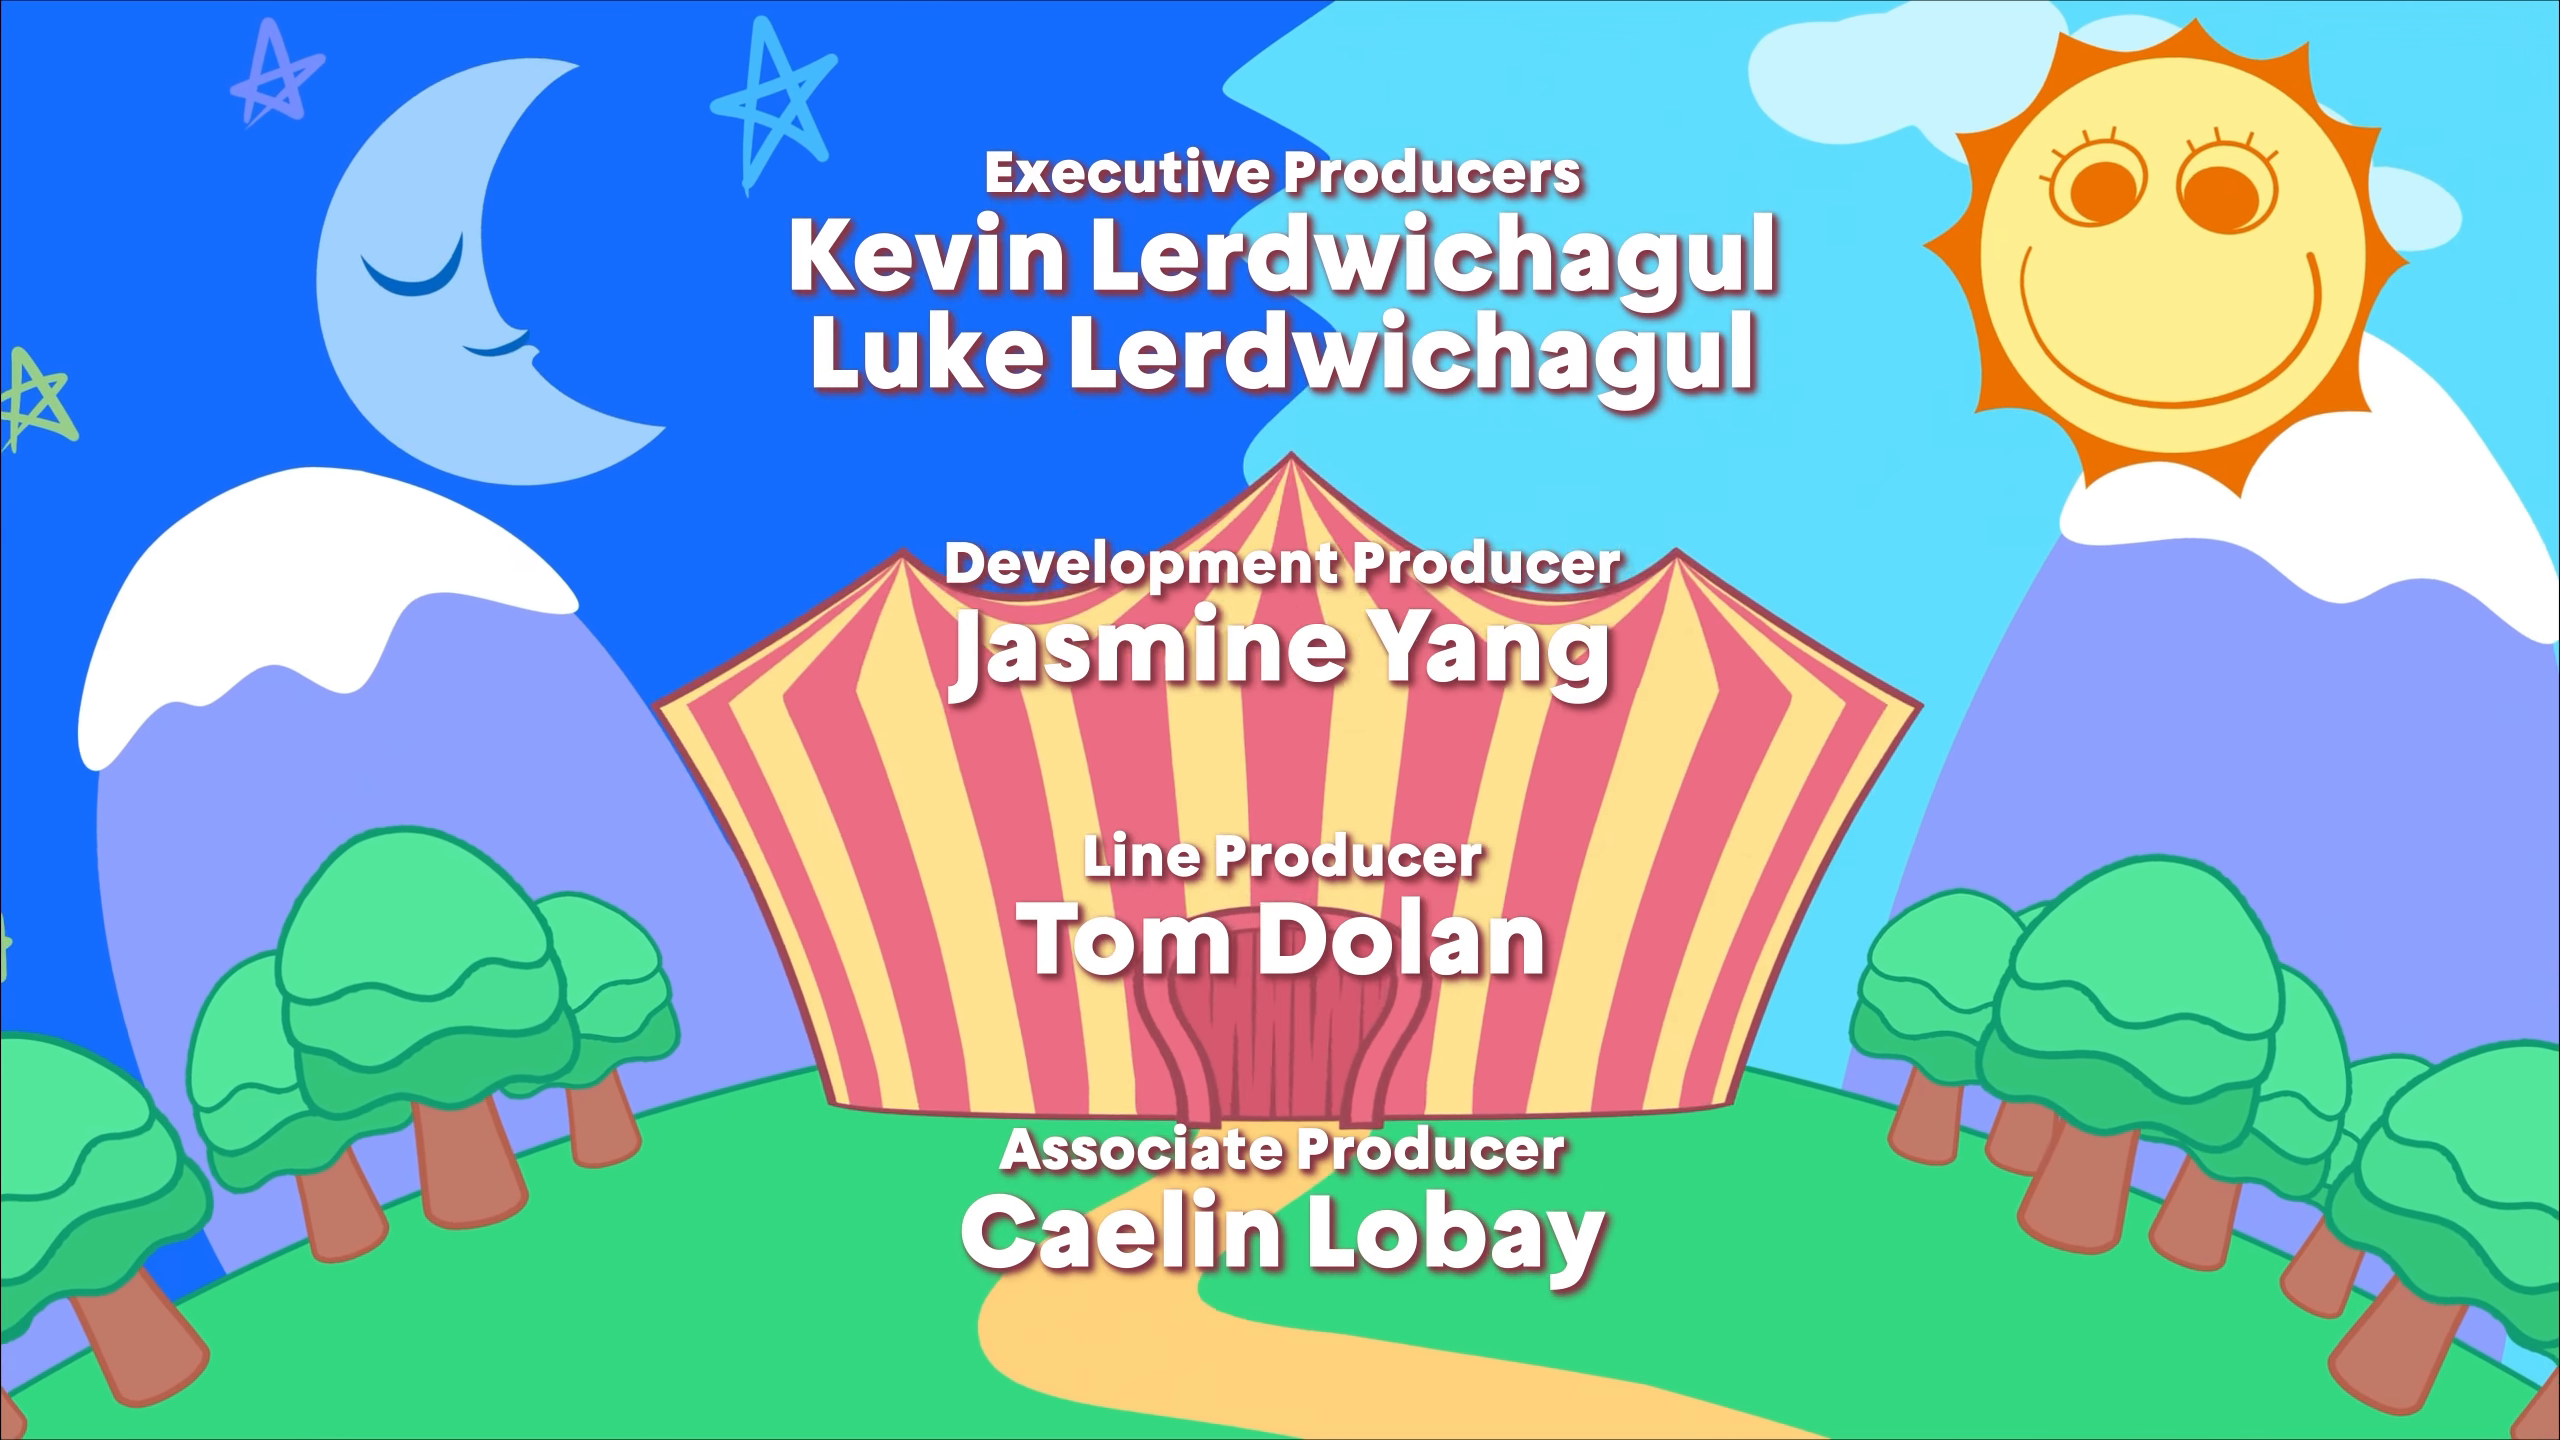 Executive Producers
Kevin Lerdwichagul
Luke Lerdwichagul
Development Producer
Jasmine Yang
Line Producer
Tom Dolan
Associate Producer
Caelin Lobay